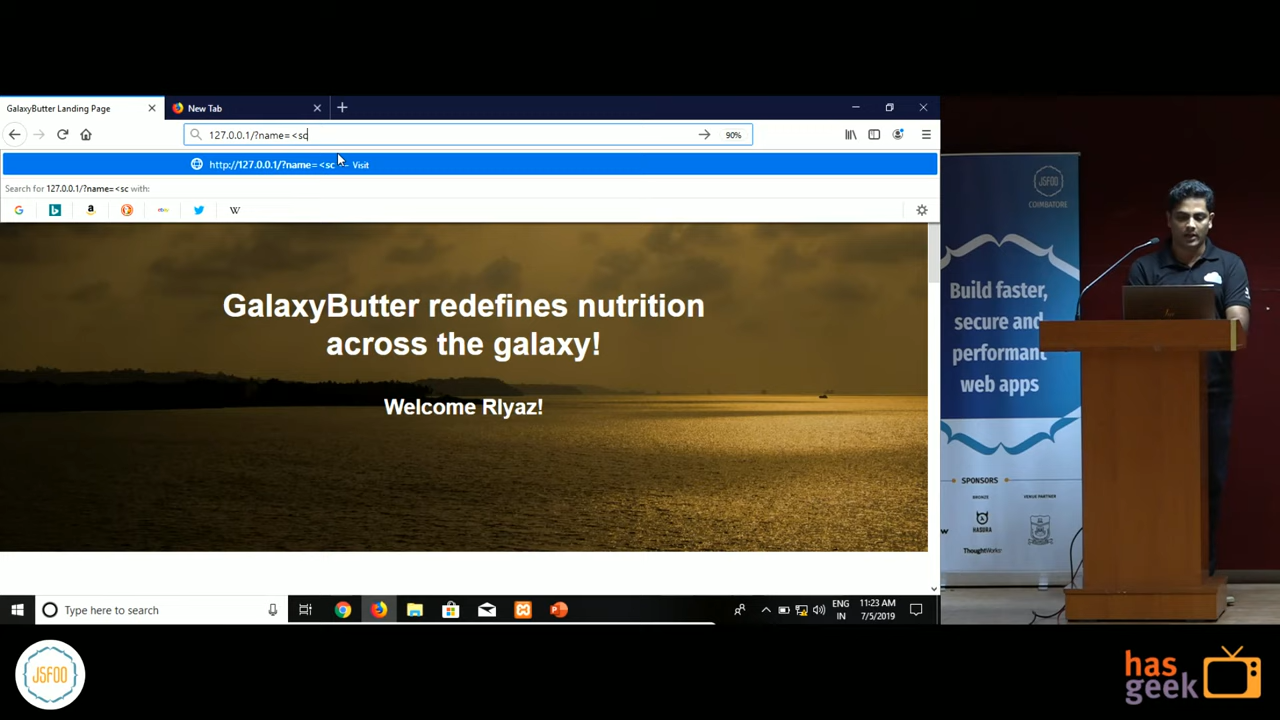 GalaxyButter Landing Page
New Tab
127.0.0.1/?name=<sc
90%
http://127.0.0.1/?name=<sc — Visit
Search for 127.0.0.1/?name=<sc with:
GalaxyButter redefines nutrition
across the galaxy!
Welcome RIyaz!
Type here to search
ENG
IN
11:23 AM
7/5/2019
JSFOO
COIMBATORE
Build faster,
secure and
performant
web apps
SPONSORS
BRONZE
VENUE PARTNER
HASURA
ThoughtWorks
JSFOO
has
geek